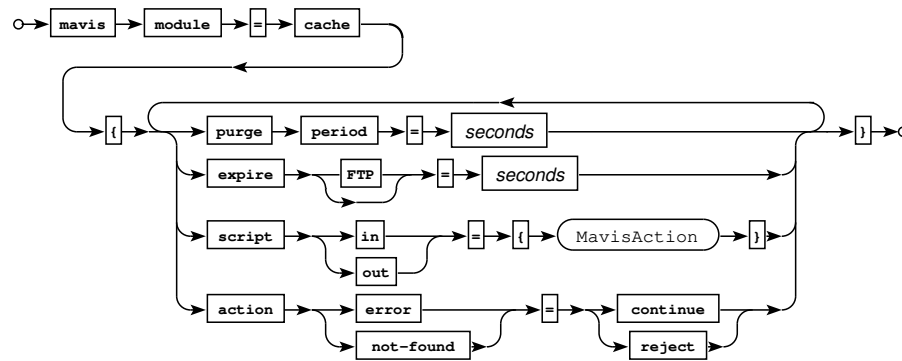 mavis module = cache
{ purge period = seconds }
expire FTP = seconds
script in = { MavisAction }
out
action error = continue
not-found reject